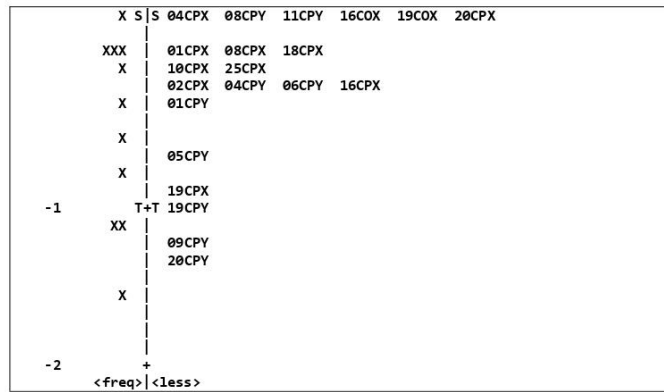 X S|S 04CPX 08CPY 11CPY 16COX 19COX 20CPX
|
XXX | 01CPX 08CPX 18CPX
X | 10CPX 25CPX
| 02CPX 04CPY 06CPY 16CPX
X | 01CPY
|
X |
| 05CPY
X |
| 19CPX
-1 T+T 19CPY
XX |
| 09CPY
| 20CPY
|
X |
|
|
|
-2 +
<freq>|<less>